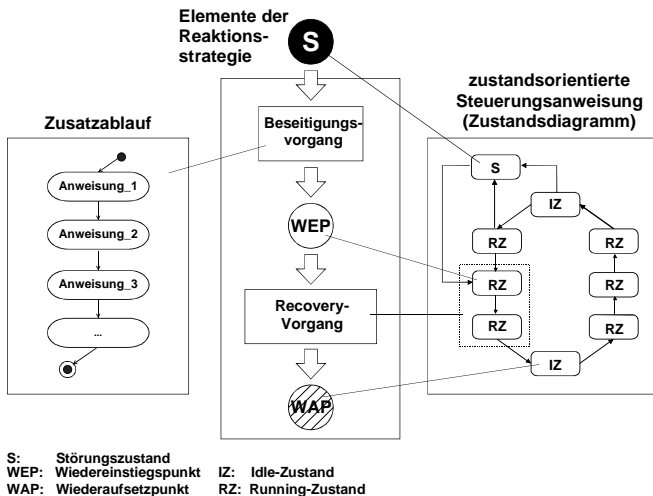 Elemente der
Reaktions-
strategie
S
zustandsorientierte
Steuerungsanweisung
(Zustandsdiagramm)
Zusatzablauf
Beseitigungs-
vorgang
Anweisung_1
Anweisung_2
Anweisung_3
...
WEP
Recovery-
Vorgang
WAP
S
IZ
RZ
RZ
RZ
RZ
RZ
RZ
IZ
S: Störungszustand
WEP: Wiedereinstiegspunkt IZ: Idle-Zustand
WAP: Wiederaufsetzpunkt RZ: Running-Zustand